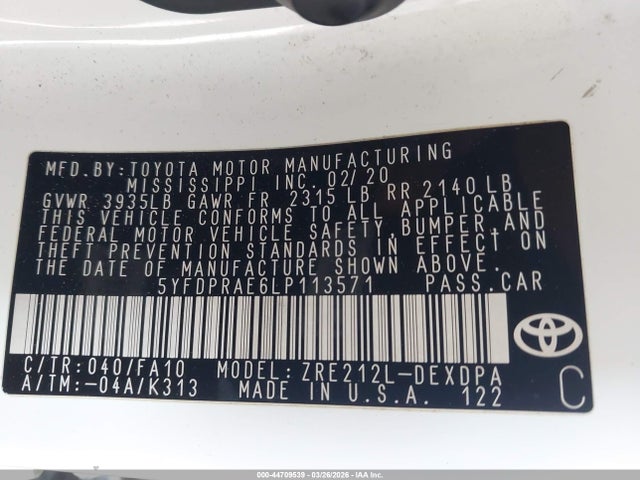 MFD.BY:TOYOTA MOTOR MANUFACTURING
MISSISSIPPI INC. 02/20
GVWR 3935LB GAWR FR 2315 LB RR 2140 LB
THIS VEHICLE CONFORMS TO ALL APPLICABLE
FEDERAL MOTOR VEHICLE SAFETY, BUMPER, AND
THEFT PREVENTION STANDARDS IN EFFECT ON
THE DATE OF MANUFACTURE SHOWN ABOVE.
5YFDPRAE6LP113571 PASS.CAR
C/TR:040/FA10 MODEL:ZRE212L-DEXDPA
A/TM:-04A/K313 MADE IN U.S.A. 122
C
000-44709539 | 03/26/2026 | © IAA Inc.